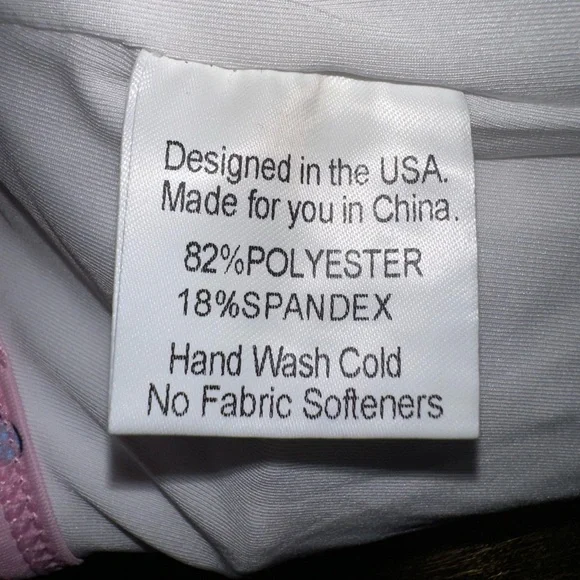 Designed in the USA.
Made for you in China.
82%POLYESTER
18%SPANDEX
Hand Wash Cold
No Fabric Softeners